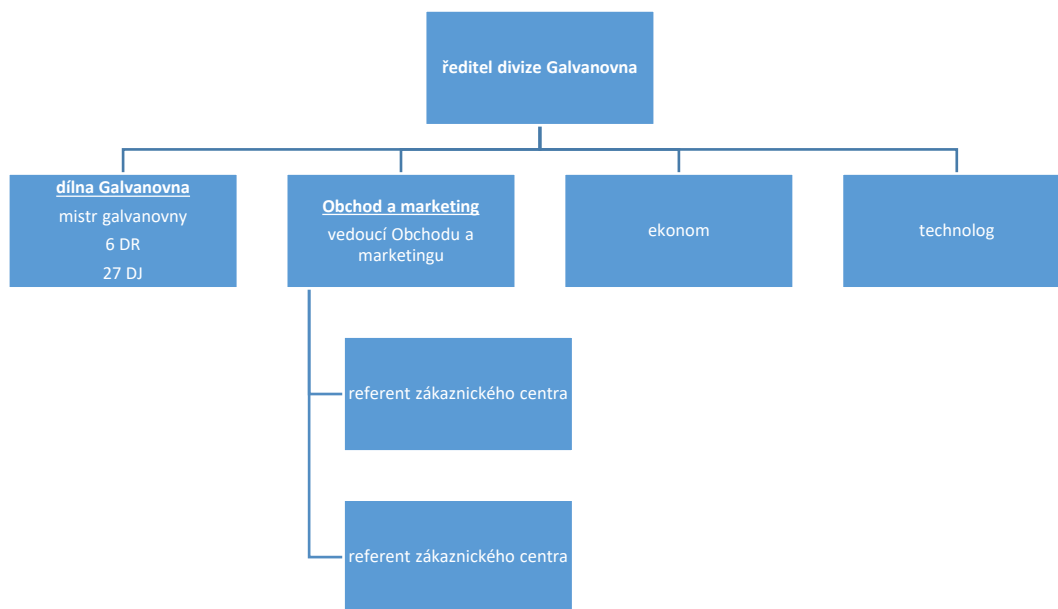 ředitel divize Galvanovna
dílna Galvanovna
mistr galvanovny
6 DR
27 DJ
Obchod a marketing
vedoucí Obchodu a
marketingu
ekonom
technolog
referent zákaznického centra
referent zákaznického centra